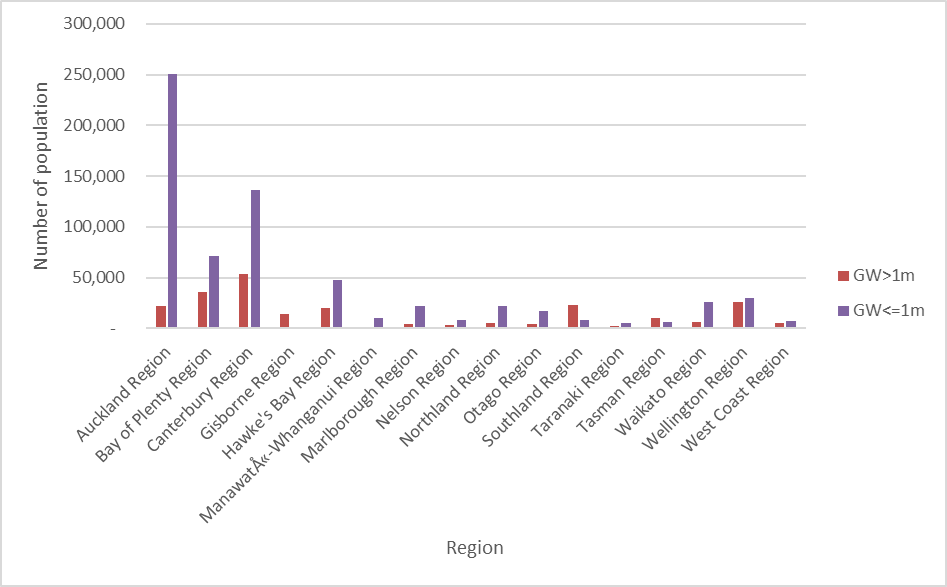 300,000
250,000
200,000
150,000
100,000
50,000
-
Number of population
Auckland Region
Bay of Plenty Region
Canterbury Region
Gisborne Region
Hawke's Bay Region
ManawatÅ«-Whanganui Region
Marlborough Region
Nelson Region
Northland Region
Otago Region
Southland Region
Taranaki Region
Tasman Region
Waikato Region
Wellington Region
West Coast Region
Region
GW>1m
GW<=1m